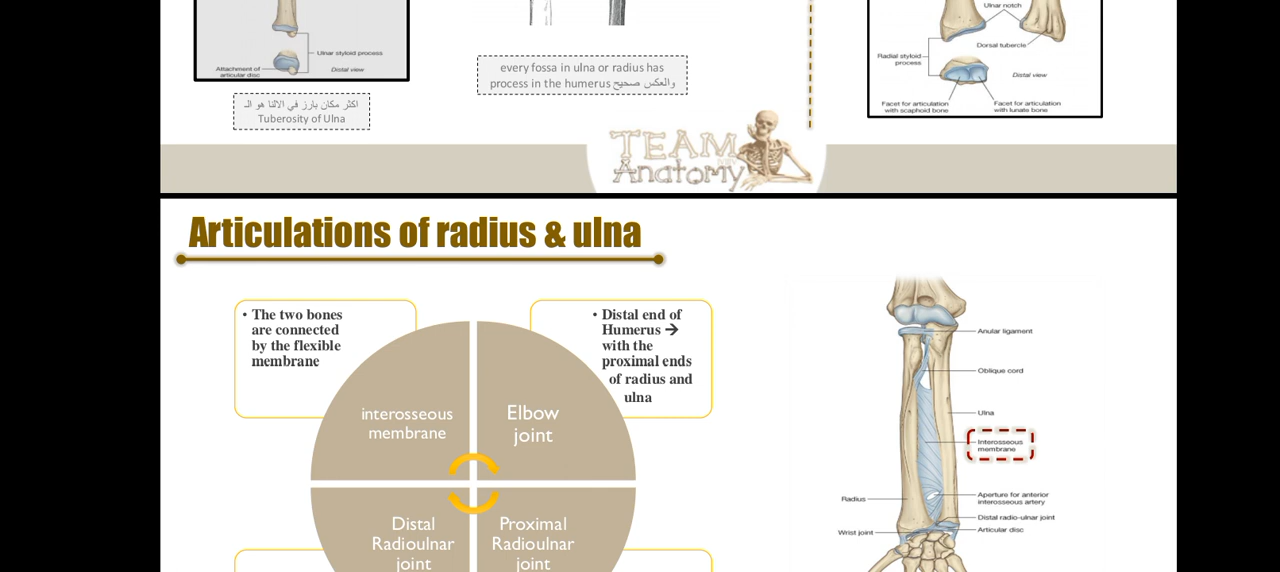 Ulnar styloid process
Attachment of
articular disc
Distal view
اكثر مكان بارز في الالنا هو الـ
Tuberosity of Ulna
every fossa in ulna or radius has
process in the humerus والعكس صحيح
Ulnar notch
Dorsal tubercle
Radial styloid
process
Distal view
Facet for articulation
with scaphoid bone
Facet for articulation
with lunate bone
TEAM
Anatomy
Articulations of radius & ulna
• The two bones
are connected
by the flexible
membrane
• Distal end of
Humerus →
with the
proximal ends
of radius and
ulna
interosseous
membrane
Elbow
joint
Distal
Radioulnar
joint
Proximal
Radioulnar
joint
Anular ligament
Oblique cord
Ulna
Interosseous
membrane
Radius
Aperture for anterior
interosseous artery
Distal radio-ulnar joint
Articular disc
Wrist joint